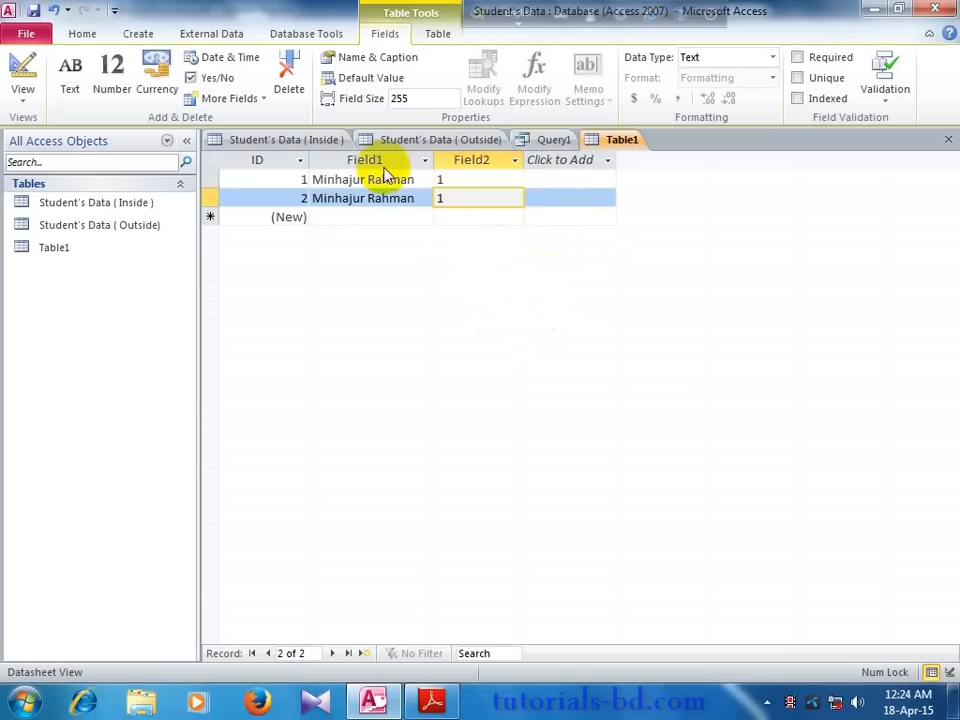 Table Tools
Student's Data : Database (Access 2007) - Microsoft Access
File Home Create External Data Database Tools Fields Table
View
Views
AB
Text
12
Number
Currency
Date & Time
Yes/No
More Fields
Delete
Add & Delete
Name & Caption
Default Value
Field Size 255
Modify Lookups
fx
Modify Expression
ab
Memo Settings
Properties
Data Type: Text
Format: Formatting
$ % , .00 .00
Formatting
Required
Unique
Indexed
Validation
Field Validation
All Access Objects
Search...
Tables
Student's Data ( Inside )
Student's Data ( Outside)
Table1
Student's Data ( Inside ) Student's Data ( Outside) Query1 Table1
ID Field1 Field2 Click to Add
1 Minhajur Rahman 1
2 Minhajur Rahman 1
(New)
Record: 2 of 2 No Filter Search
Datasheet View
Num Lock
tutorials-bd.com
12:24 AM
18-Apr-15